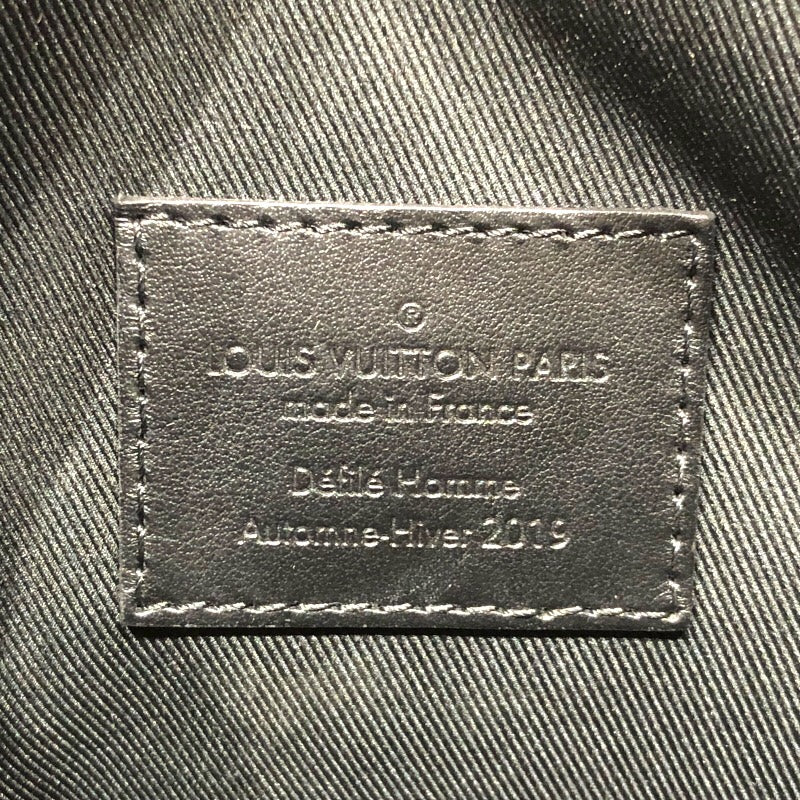 ®
LOUIS VUITTON PARIS
made in France
Défilé Homme
Automne-Hiver 2019